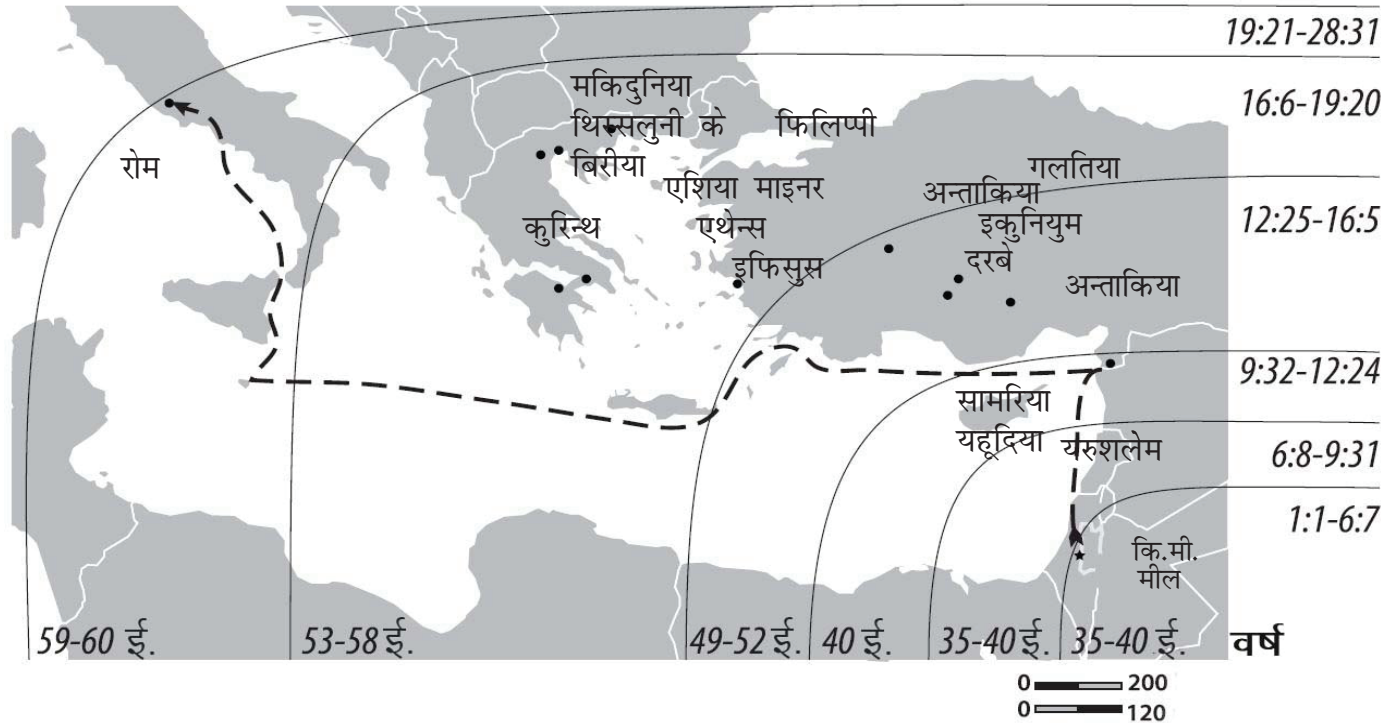 19:21-28:31
16:6-19:20
12:25-16:5
9:32-12:24
6:8-9:31
1:1-6:7
मकिदुनिया
थिस्सलुनी के फिलिप्पी
बिरीया
रोम
गलतिया
एशिया माइनर
अन्ताकिया
कुरिन्थ
एथेन्स
इकुनियुम
इफिसुस
दरबे
अन्ताकिया
सामरिया
यहूदिया
यरुशलेम
कि.मी.
मील
59-60 ई.
53-58 ई.
49-52 ई.
40 ई.
35-40 ई.
35-40 ई.
वर्ष
0 200
0 120